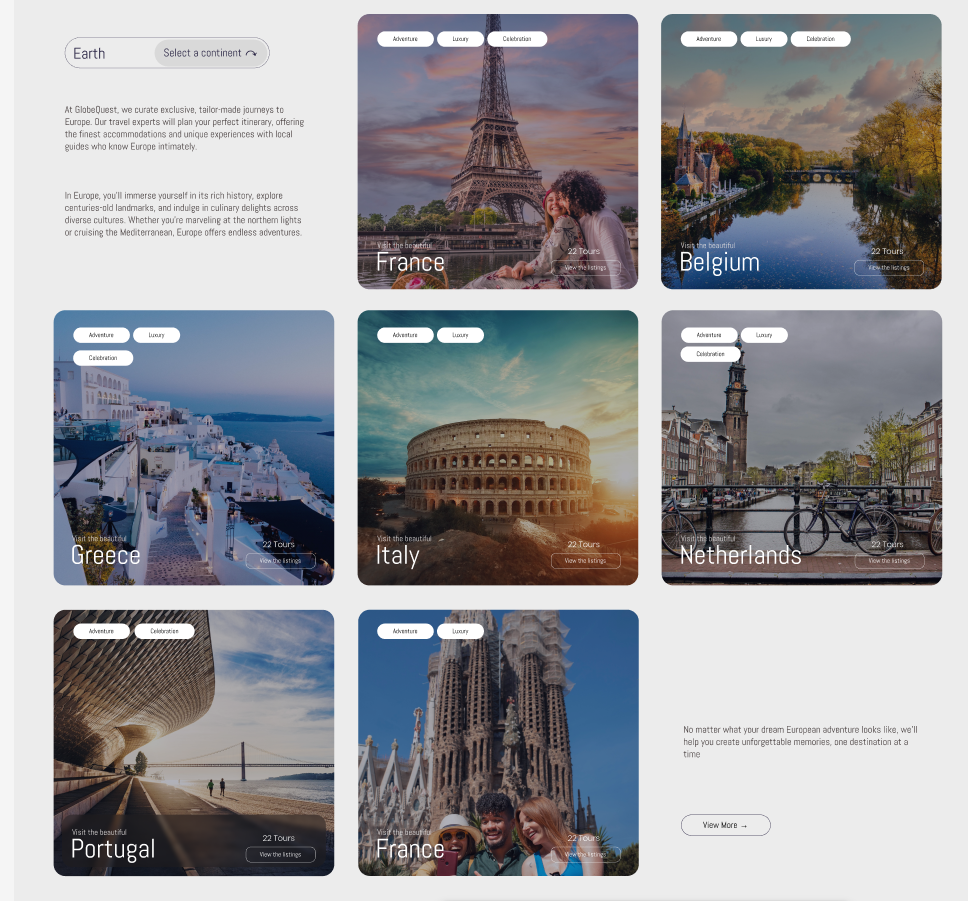 Earth
Select a continent
At GlobeQuest, we curate exclusive, tailor-made journeys to
Europe. Our travel experts will plan your perfect itinerary, offering
the finest accommodations and unique experiences with local
guides who know Europe intimately.
In Europe, you'll immerse yourself in its rich history, explore
centuries-old landmarks, and indulge in culinary delights across
diverse cultures. Whether you're marveling at the northern lights
or cruising the Mediterranean, Europe offers endless adventures.
Adventure
Luxury
Celebration
Visit the beautiful
France
22 Tours
View the listings
Adventure
Luxury
Celebration
Visit the beautiful
Belgium
22 Tours
View the listings
Adventure
Luxury
Celebration
Visit the beautiful
Greece
22 Tours
View the listings
Adventure
Luxury
Visit the beautiful
Italy
22 Tours
View the listings
Adventure
Luxury
Celebration
Visit the beautiful
Netherlands
22 Tours
View the listings
Adventure
Celebration
Visit the beautiful
Portugal
22 Tours
View the listings
Adventure
Luxury
Visit the beautiful
France
22 Tours
View the listings
No matter what your dream European adventure looks like, we'll
help you create unforgettable memories, one destination at a
time
View More →